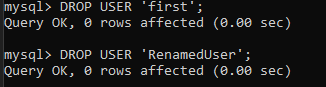 mysql> DROP USER 'first';
Query OK, 0 rows affected (0.00 sec)
mysql> DROP USER 'RenamedUser';
Query OK, 0 rows affected (0.00 sec)